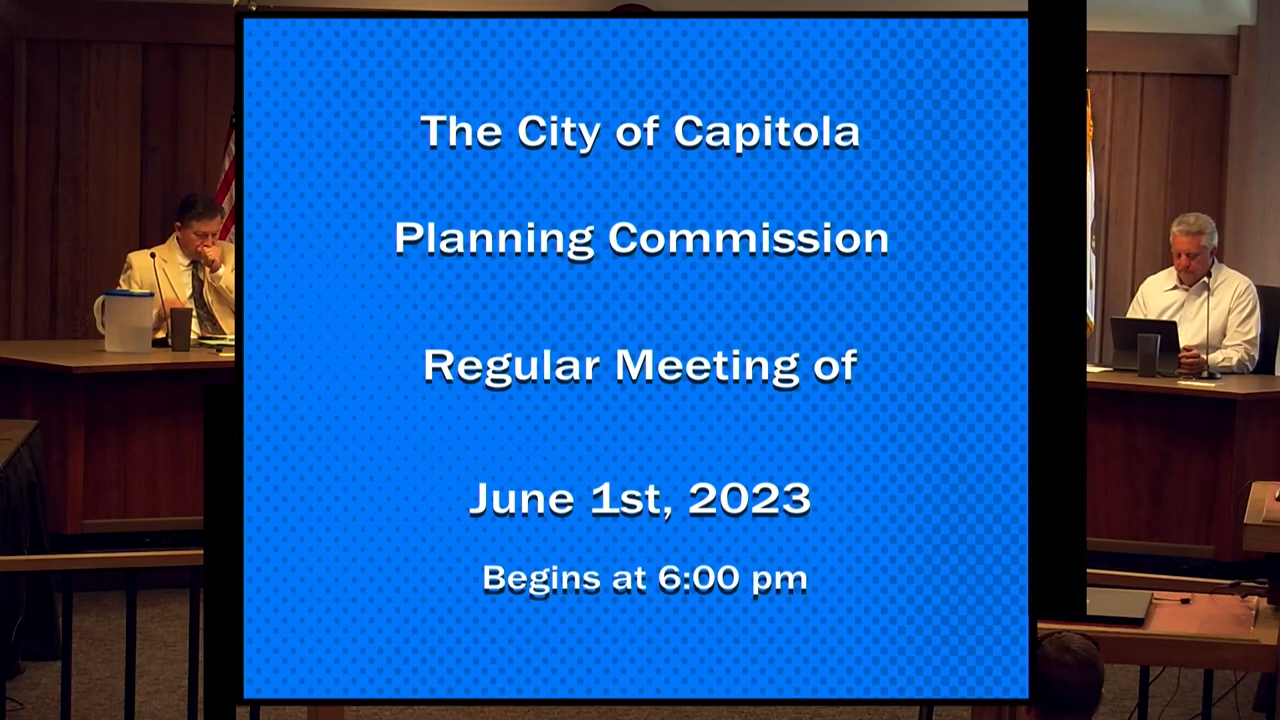 The City of Capitola
Planning Commission
Regular Meeting of
June 1st, 2023
Begins at 6:00 pm